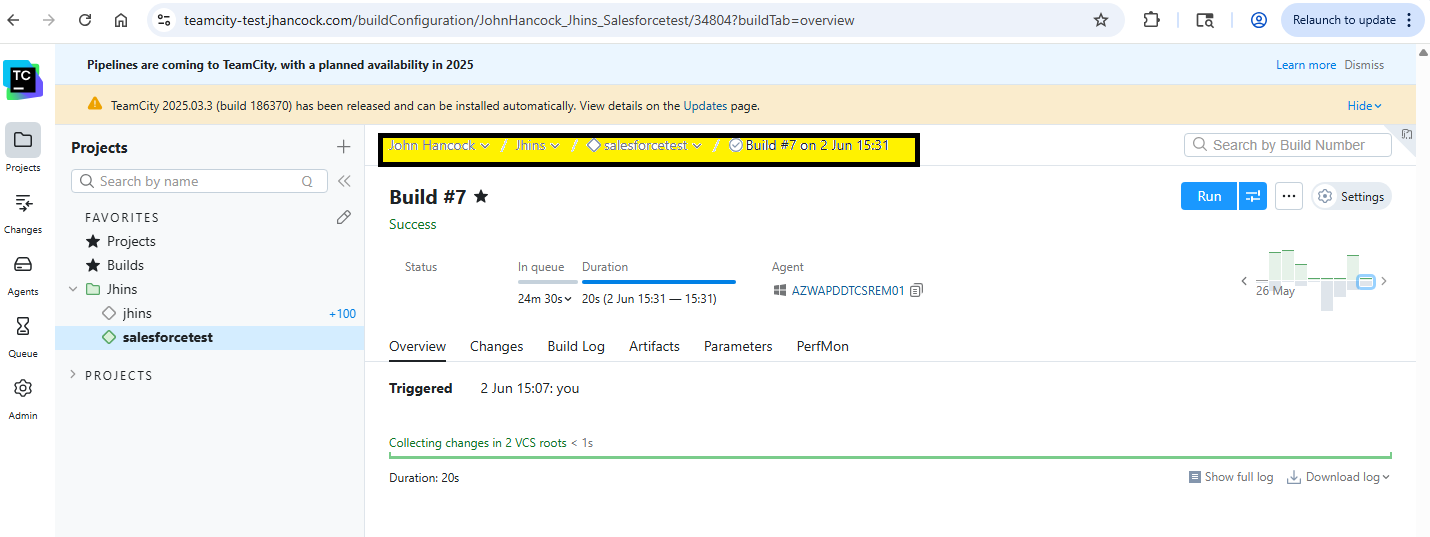 teamcity-test.jhancock.com/buildConfiguration/JohnHancock_Jhins_Salesforcetest/34804?buildTab=overview
Relaunch to update
TC
Pipelines are coming to TeamCity, with a planned availability in 2025
Learn more Dismiss
TeamCity 2025.03.3 (build 186370) has been released and can be installed automatically. View details on the Updates page.
Hide
Projects
Changes
Agents
Queue
Admin
Projects
Search by name Q
FAVORITES
Projects
Builds
Jhins
jhins +100
salesforcetest
PROJECTS
John Hancock / Jhins / salesforcetest / Build #7 on 2 Jun 15:31
Search by Build Number
Build #7
Run
Settings
Success
Status In queue Duration Agent
24m 30s 20s (2 Jun 15:31 — 15:31) AZWAPDDTCSREM01
26 May
Overview Changes Build Log Artifacts Parameters PerfMon
Triggered 2 Jun 15:07: you
Collecting changes in 2 VCS roots < 1s
Duration: 20s
Show full log Download log